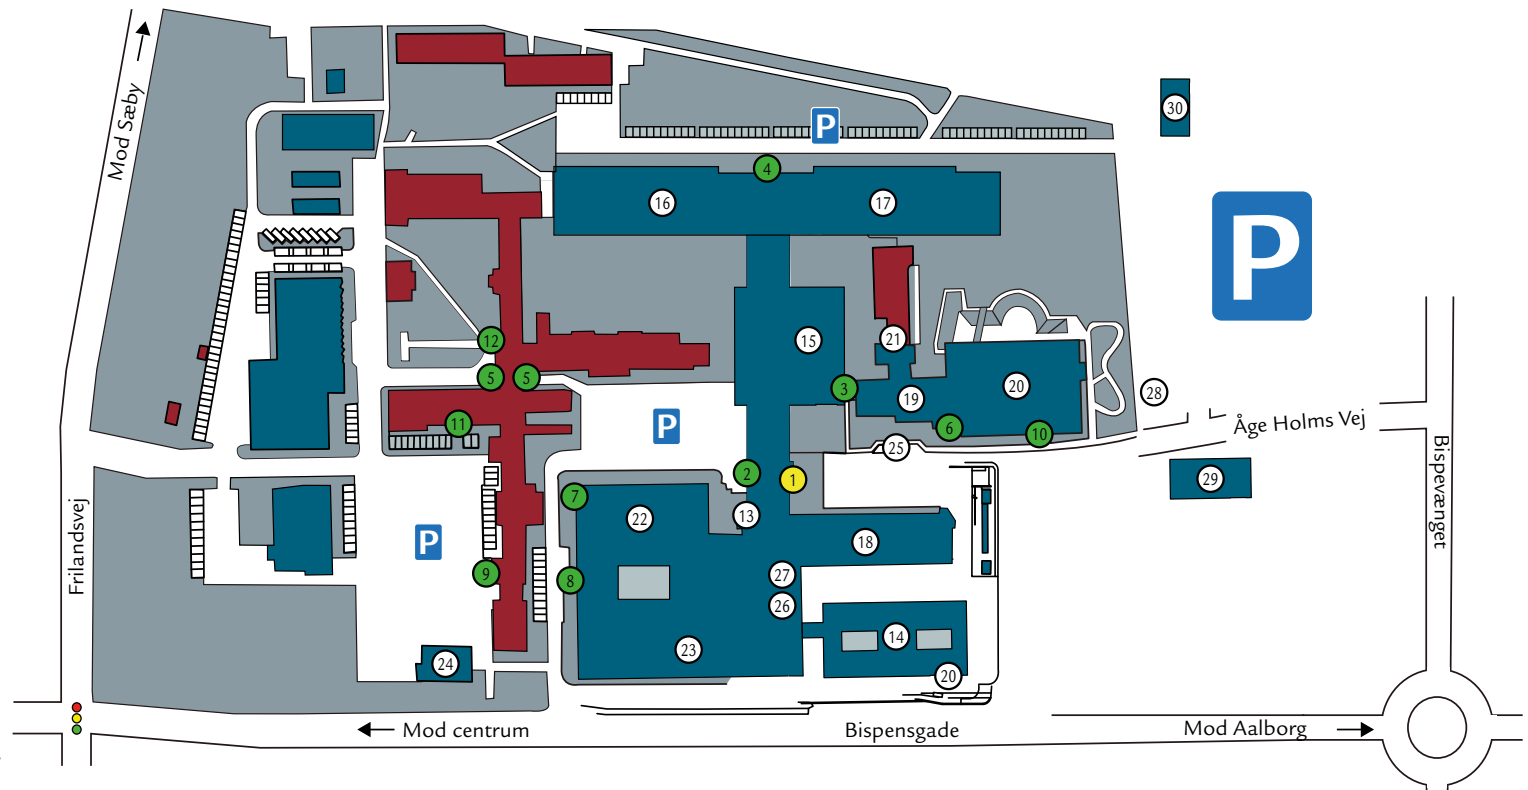 Mod Sæby
P
30
4
16
17
P
12
15
21
5
5
3
19
20
28
11
P
6
10
Åge Holms Vej
25
Bispevænget
2
1
29
7
22
13
P
18
Frilandsvej
9
8
27
26
14
23
24
20
Mod centrum
Bispensgade
Mod Aalborg